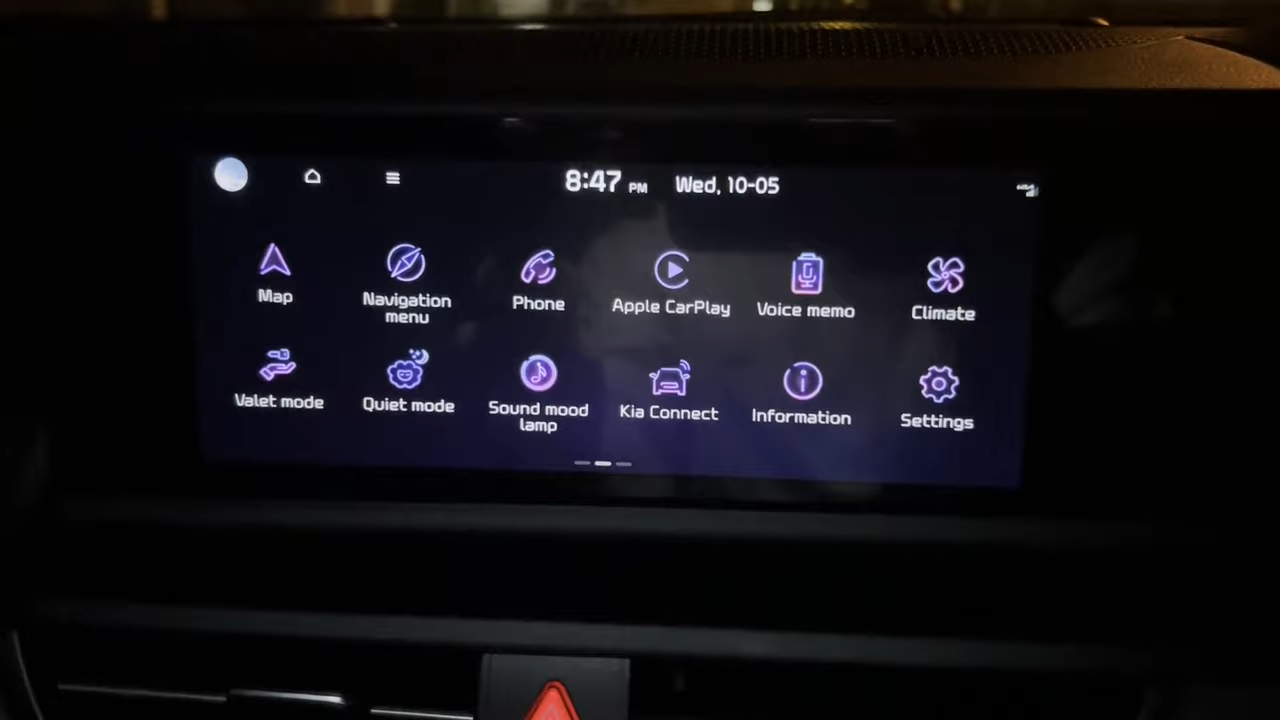 8:47 PM Wed, 10-05
Map
Navigation
menu
Phone
Apple CarPlay
Voice memo
Climate
Valet mode
Quiet mode
Sound mood
lamp
Kia Connect
Information
Settings